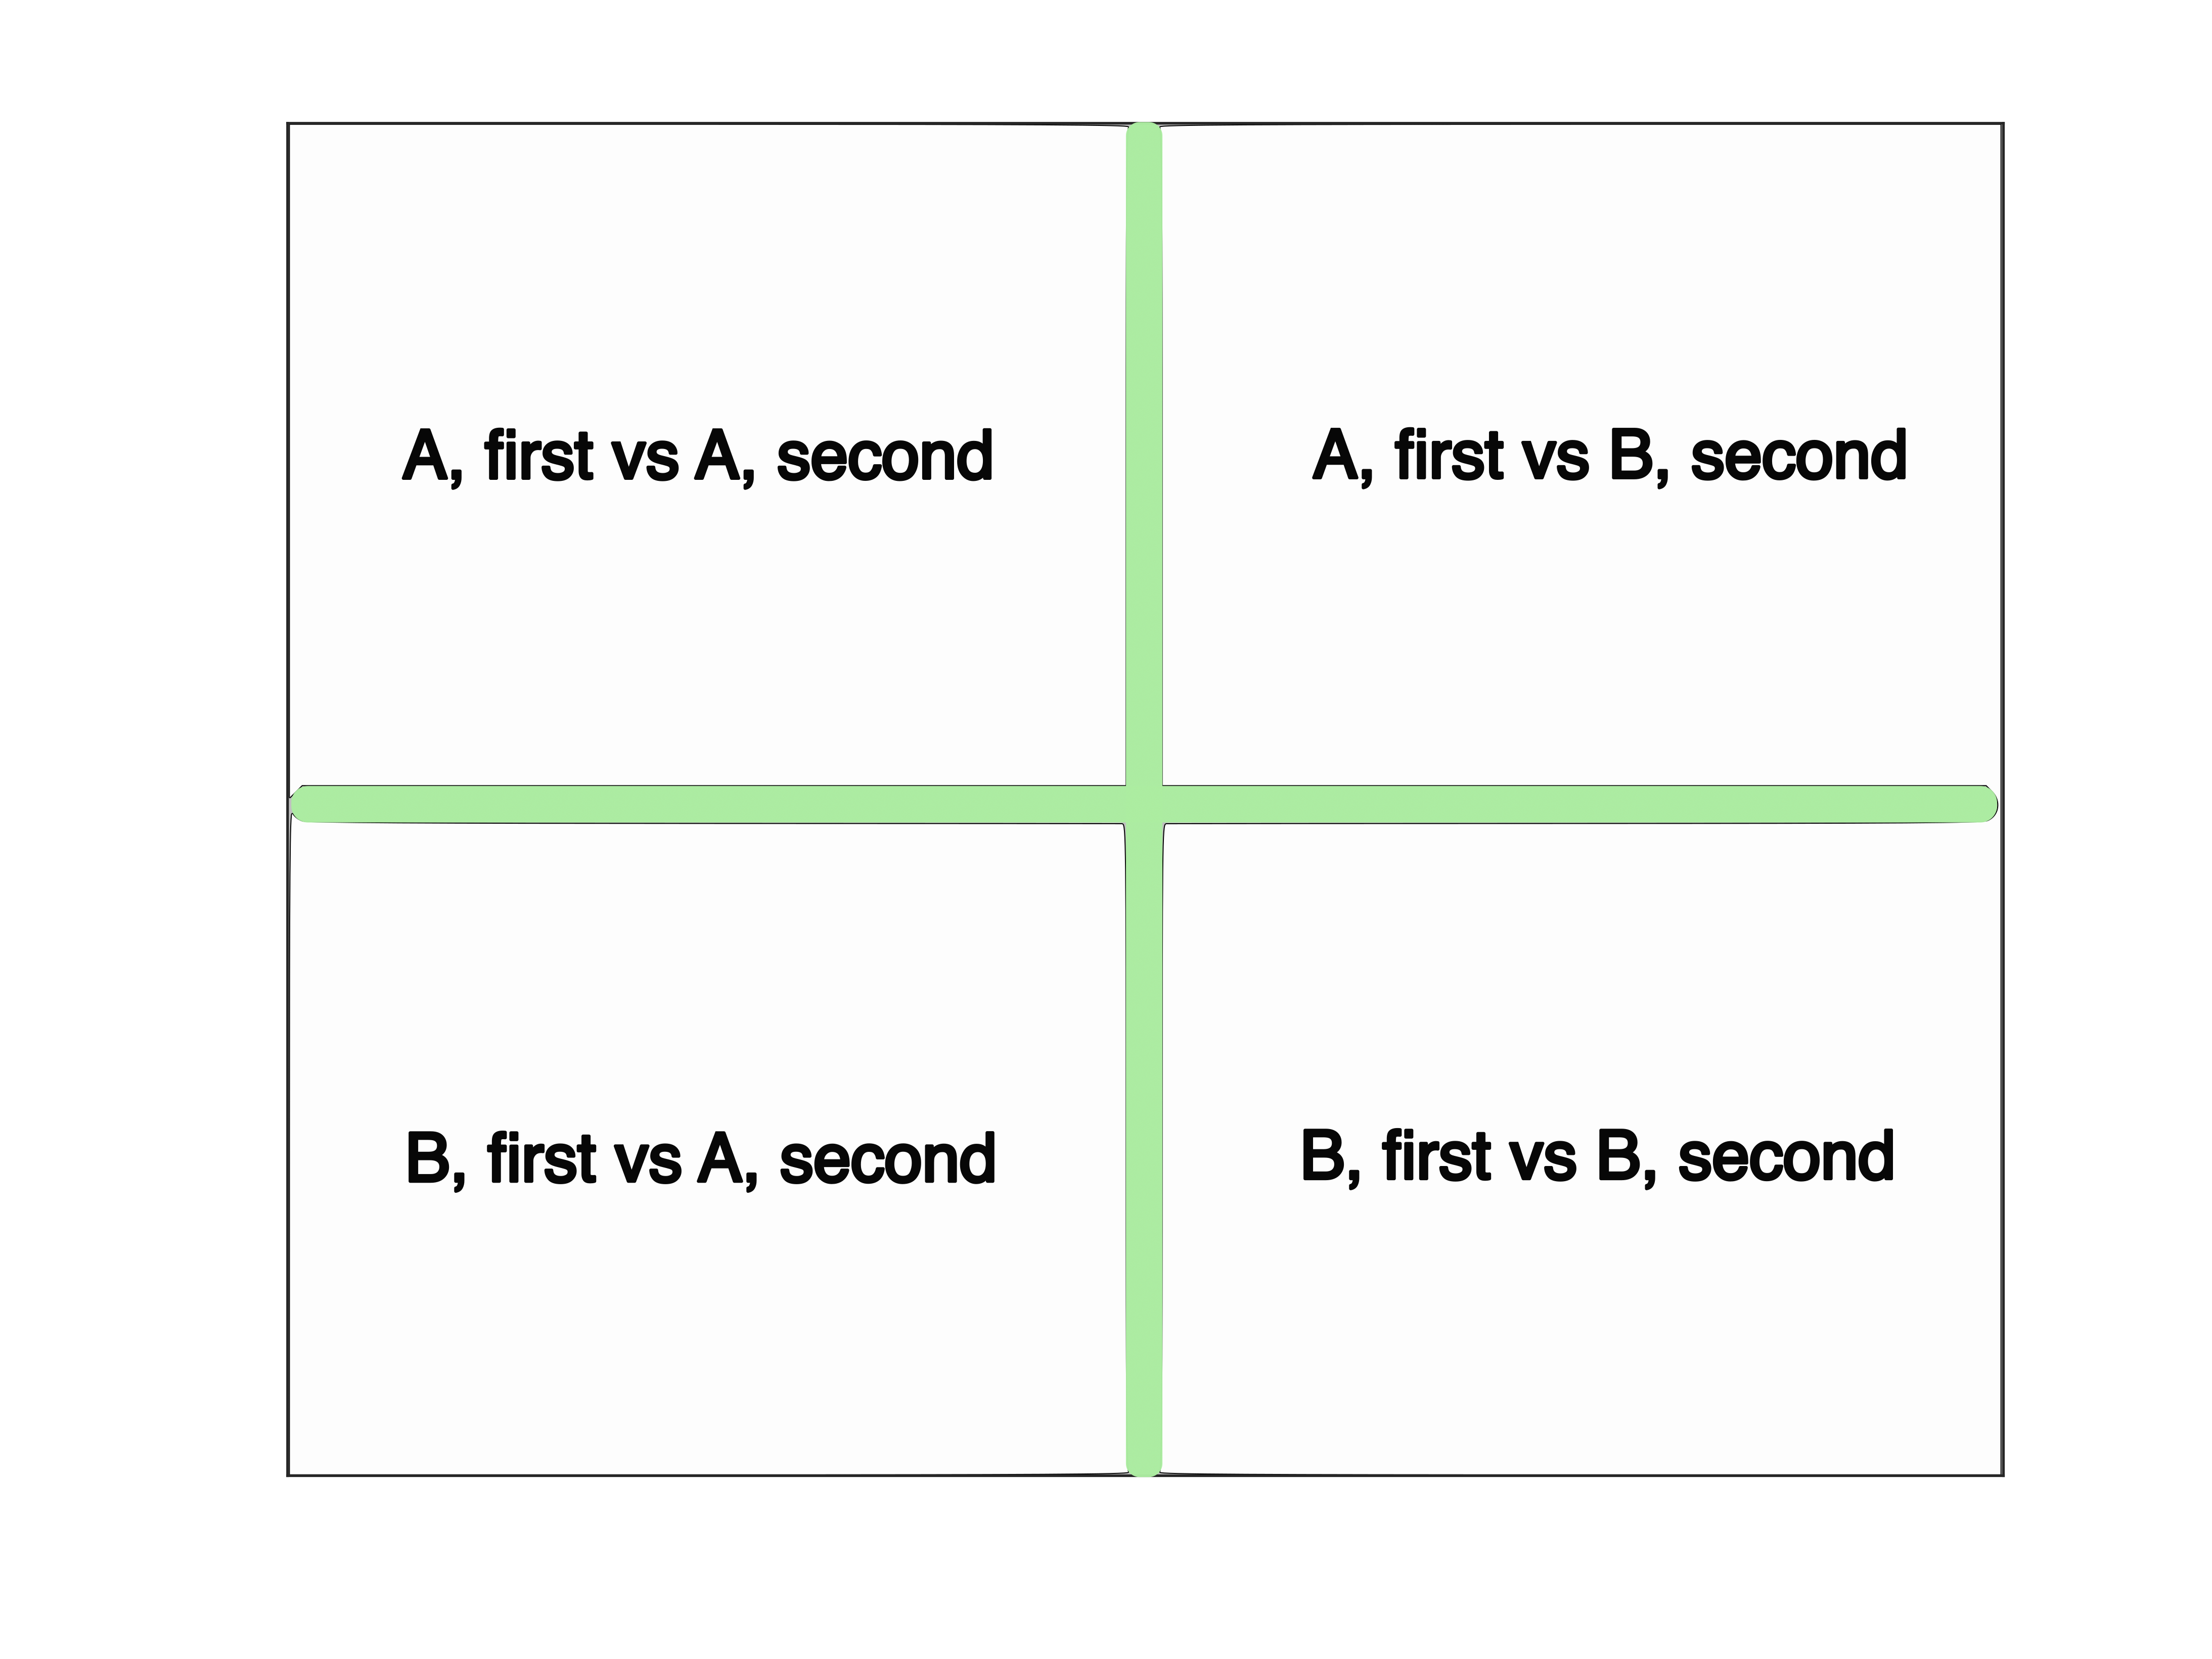 A, first vs A, second
A, first vs B, second
B, first vs A, second
B, first vs B, second